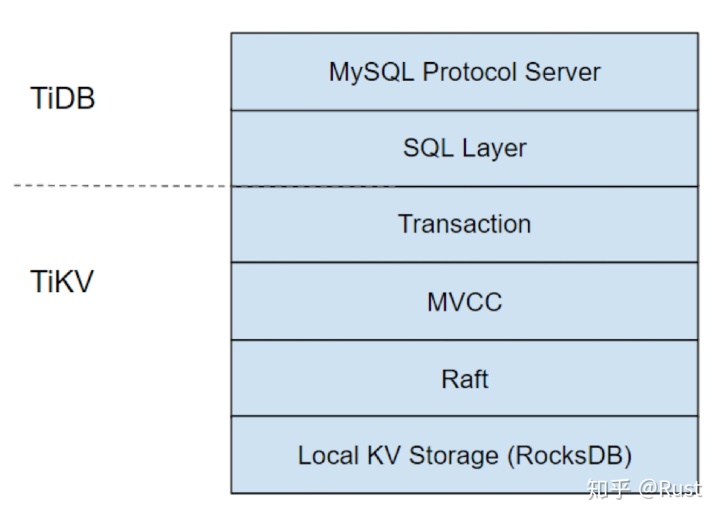 MySQL Protocol Server
TiDB
SQL Layer
Transaction
TiKV
MVCC
Raft
Local KV Storage (RocksDB)
知乎 @Rust